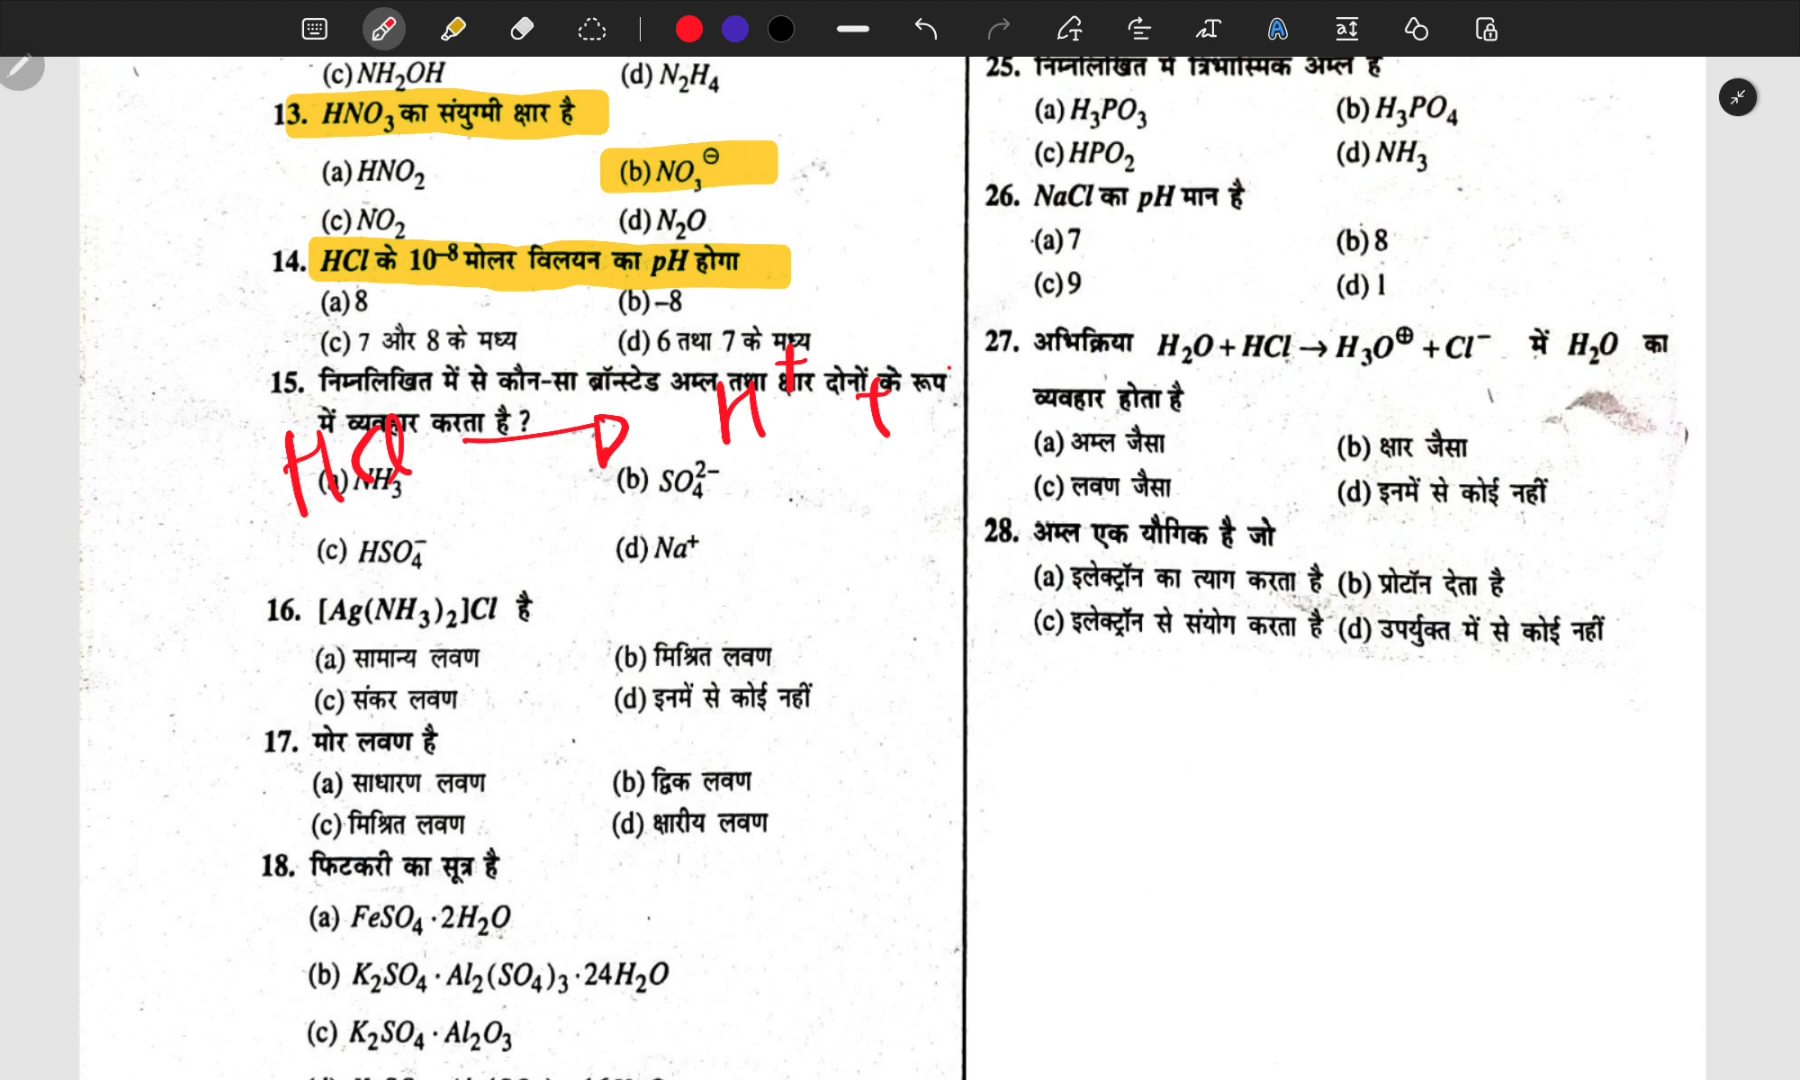 (c) NH₂OH (d) N₂H₄
13. HNO₃ का संयुग्मी क्षार है
(a) HNO₂ (b) NO₃⊖
(c) NO₂ (d) N₂O
14. HCl के 10⁻⁸ मोलर विलयन का pH होगा
(a) 8 (b) –8
(c) 7 और 8 के मध्य (d) 6 तथा 7 के मध्य
15. निम्नलिखित में से कौन-सा ब्रॉन्स्टेड अम्ल तथा क्षार दोनों के रूप
में व्यवहार करता है ?
HCl → H⁺ +
(a) NH₃ (b) SO₄²⁻
(c) HSO₄⁻ (d) Na⁺
16. [Ag(NH₃)₂]Cl है
(a) सामान्य लवण (b) मिश्रित लवण
(c) संकर लवण (d) इनमें से कोई नहीं
17. मोर लवण है
(a) साधारण लवण (b) द्विक लवण
(c) मिश्रित लवण (d) क्षारीय लवण
18. फिटकरी का सूत्र है
(a) FeSO₄ · 2H₂O
(b) K₂SO₄ · Al₂(SO₄)₃ · 24H₂O
(c) K₂SO₄ · Al₂O₃
25. निम्नलिखित में त्रिभास्मिक अम्ल है
(a) H₃PO₃ (b) H₃PO₄
(c) HPO₂ (d) NH₃
26. NaCl का pH मान है
(a) 7 (b) 8
(c) 9 (d) 1
27. अभिक्रिया H₂O + HCl → H₃O⊕ + Cl⁻ में H₂O का
व्यवहार होता है
(a) अम्ल जैसा (b) क्षार जैसा
(c) लवण जैसा (d) इनमें से कोई नहीं
28. अम्ल एक यौगिक है जो
(a) इलेक्ट्रॉन का त्याग करता है (b) प्रोटॉन देता है
(c) इलेक्ट्रॉन से संयोग करता है (d) उपर्युक्त में से कोई नहीं